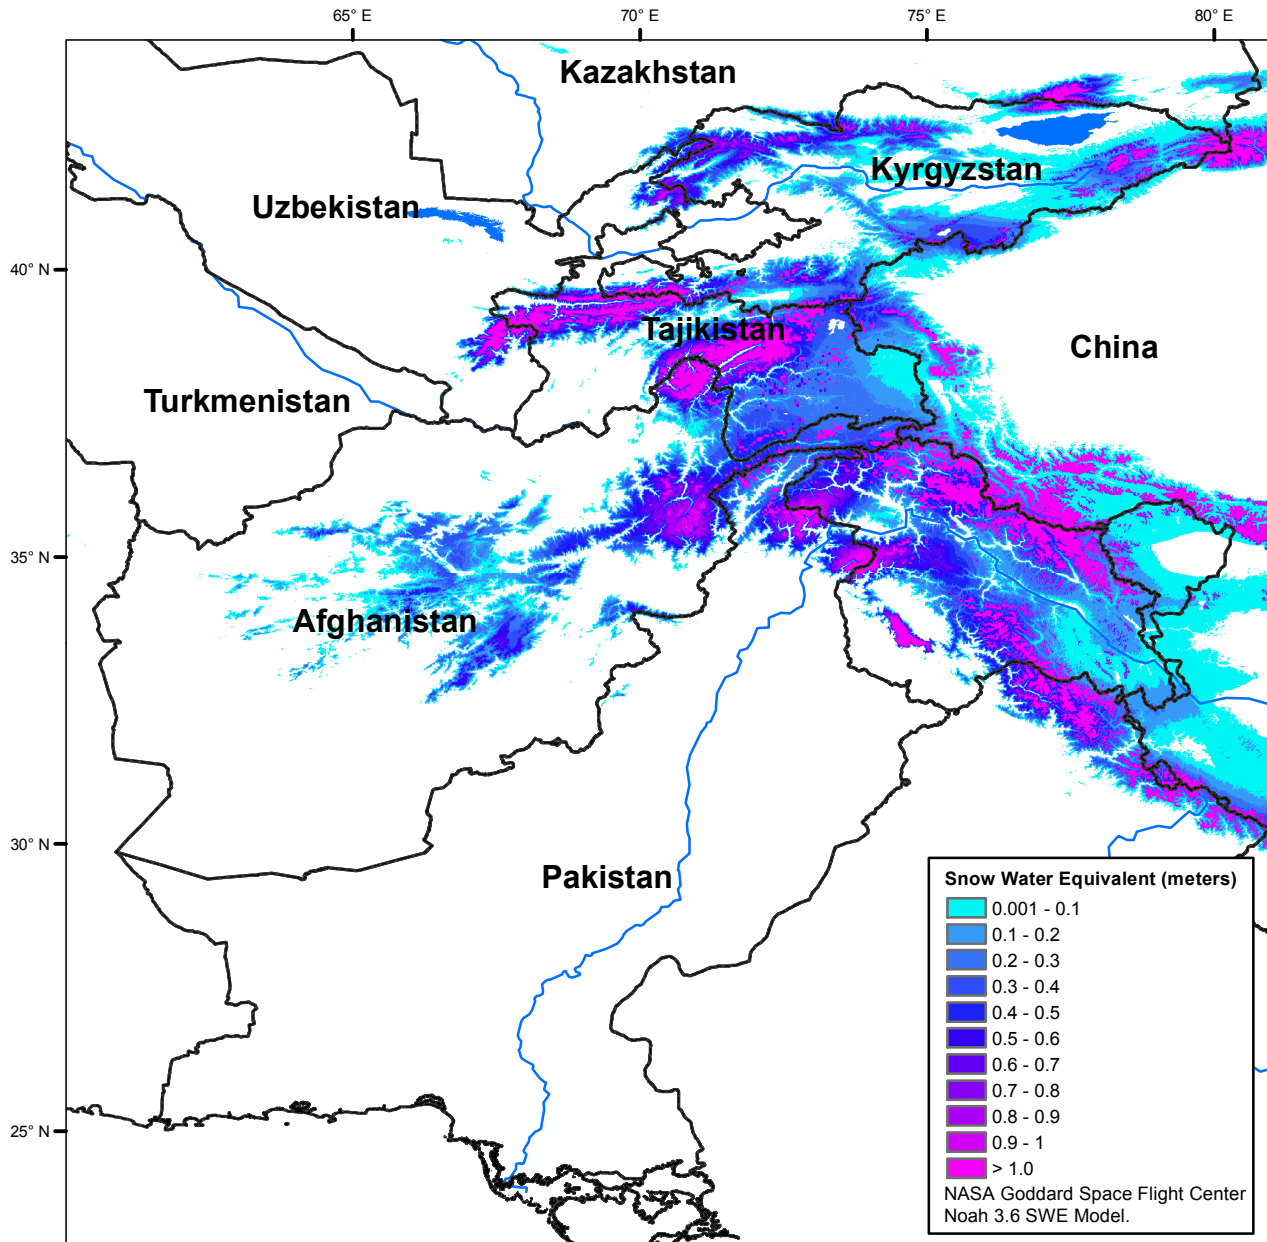 65° E
70° E
75° E
80° E
Kazakhstan
Kyrgyzstan
Uzbekistan
40° N
Tajikistan
China
Turkmenistan
35° N
Afghanistan
30° N
Pakistan
25° N
Snow Water Equivalent (meters)
0.001 - 0.1
0.1 - 0.2
0.2 - 0.3
0.3 - 0.4
0.4 - 0.5
0.5 - 0.6
0.6 - 0.7
0.7 - 0.8
0.8 - 0.9
0.9 - 1
> 1.0
NASA Goddard Space Flight Center
Noah 3.6 SWE Model.